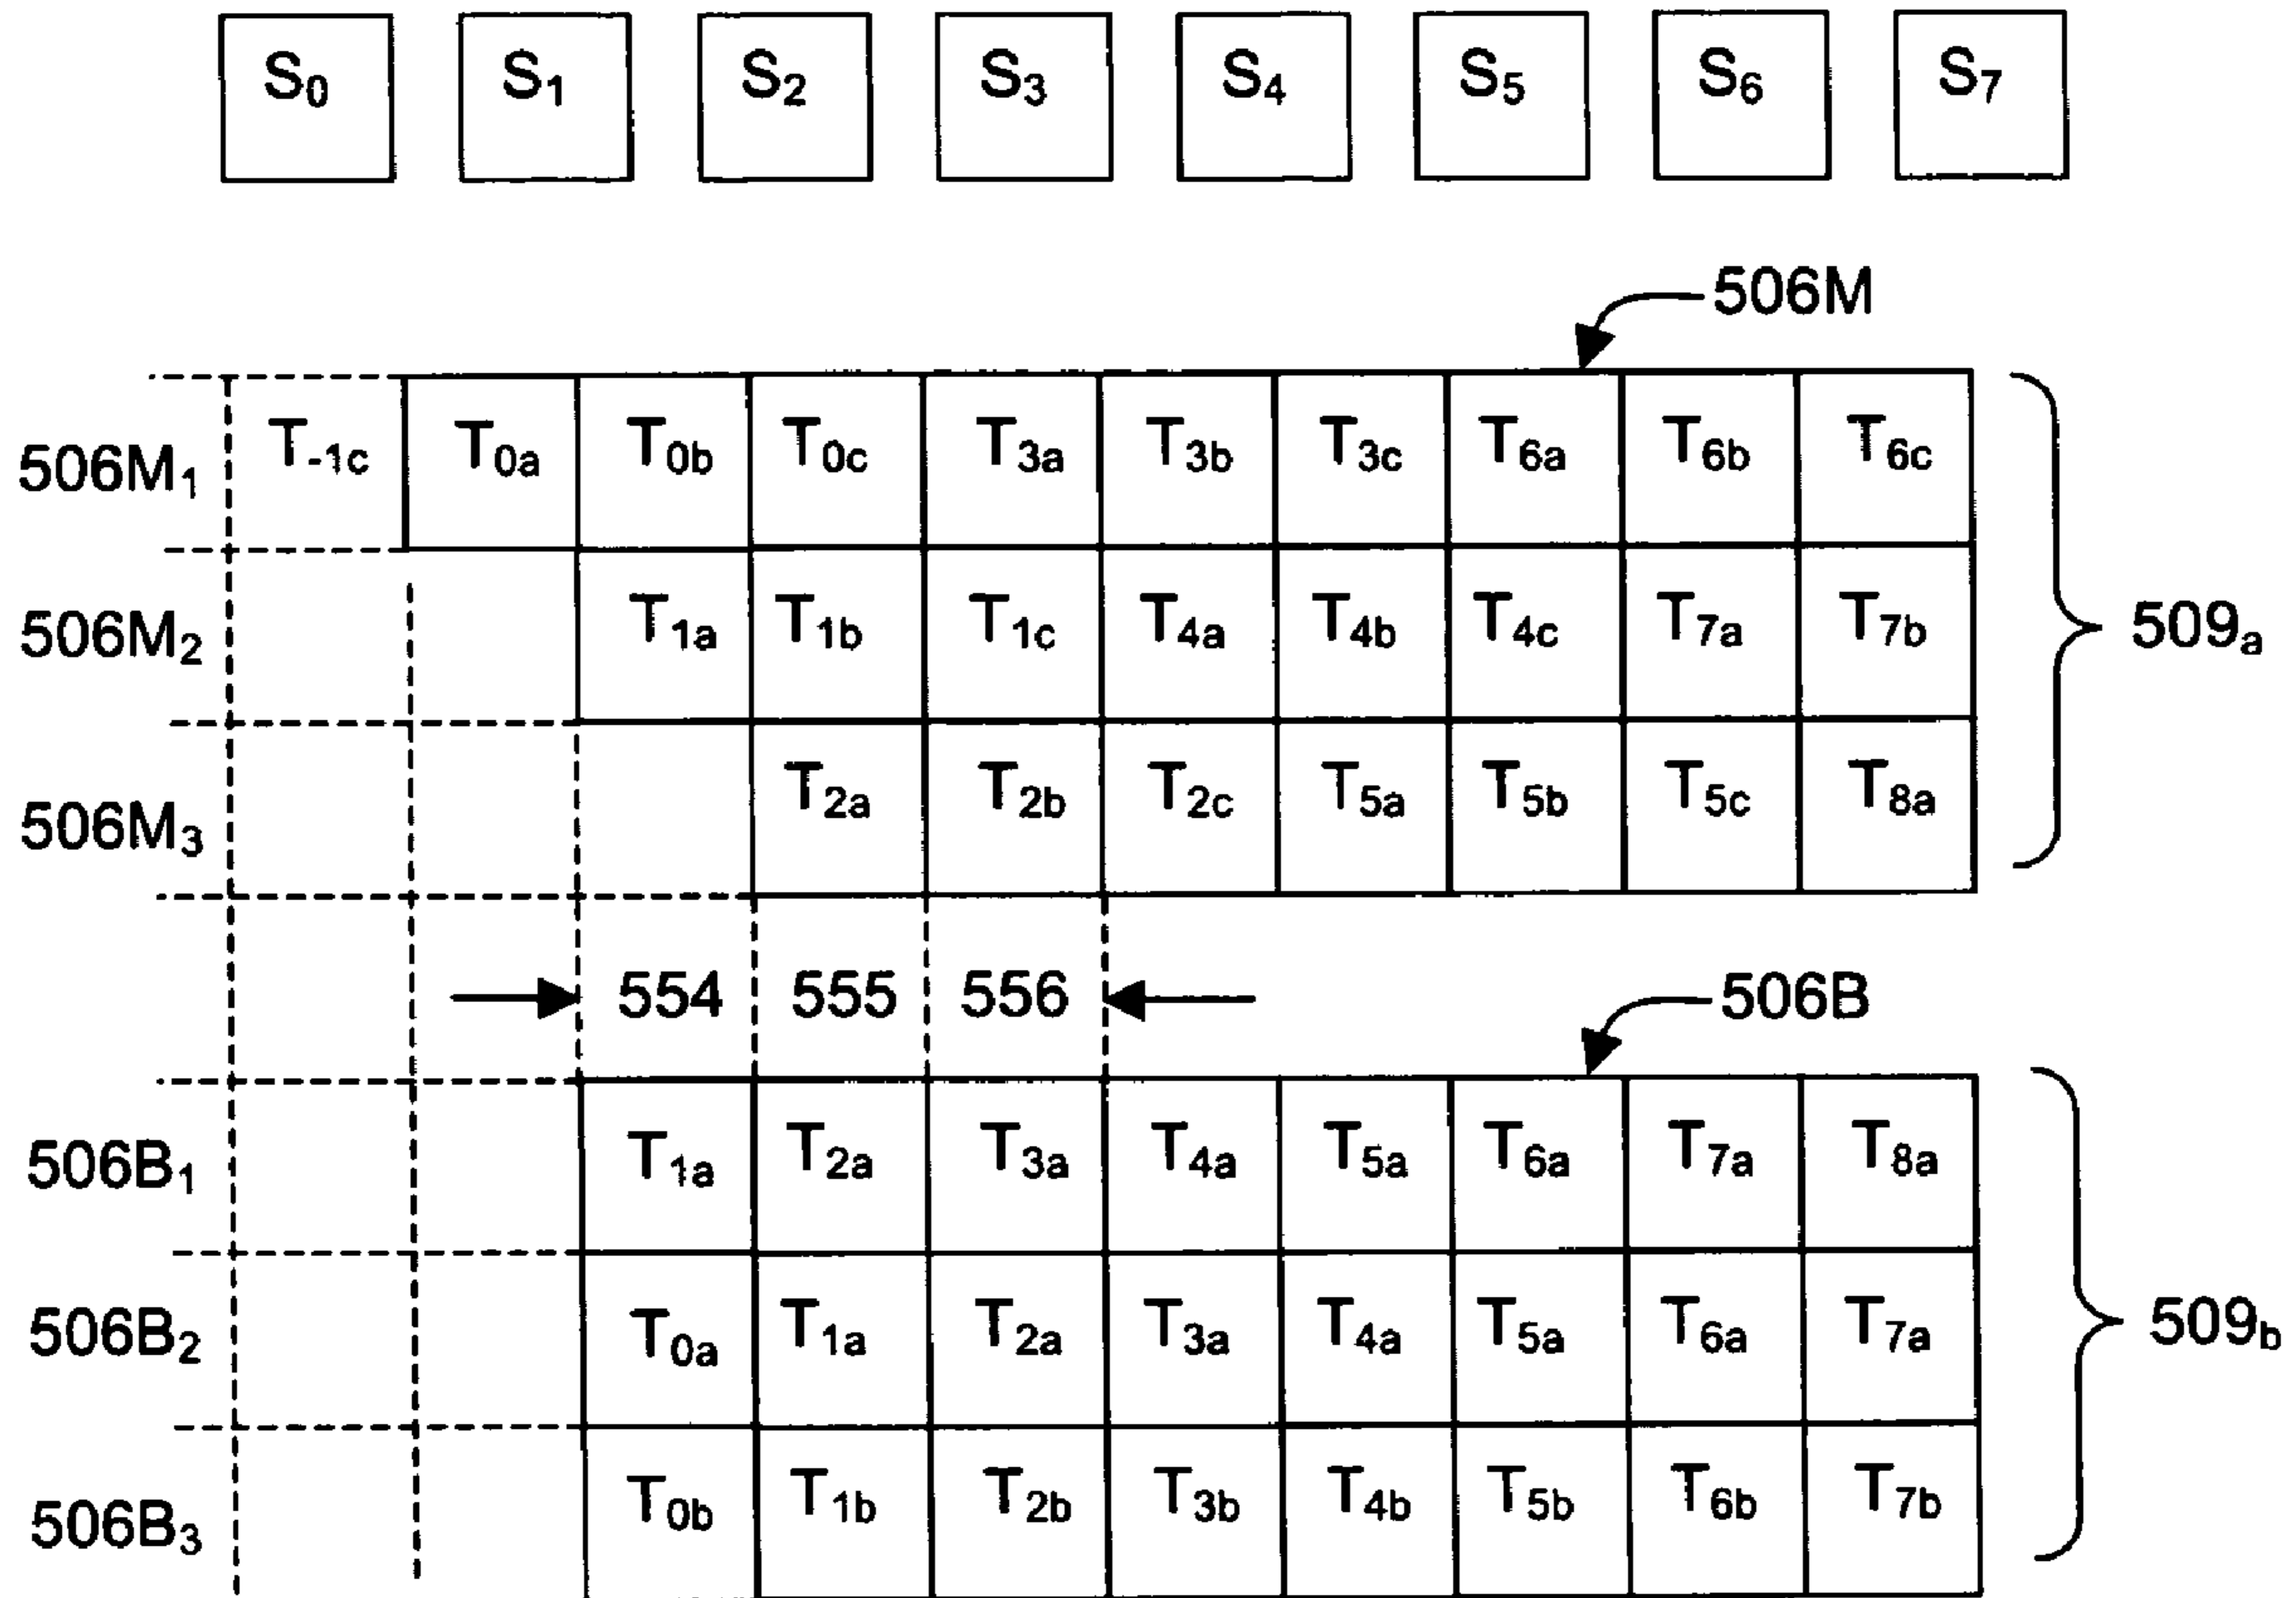 S0 S1 S2 S3 S4 S5 S6 S7
506M
506M1 T-1c T0a T0b T0c T3a T3b T3c T6a T6b T6c
506M2 T1a T1b T1c T4a T4b T4c T7a T7b
509a
506M3 T2a T2b T2c T5a T5b T5c T8a
554 555 556 506B
506B1 T1a T2a T3a T4a T5a T6a T7a T8a
506B2 T0a T1a T2a T3a T4a T5a T6a T7a
509b
506B3 T0b T1b T2b T3b T4b T5b T6b T7b